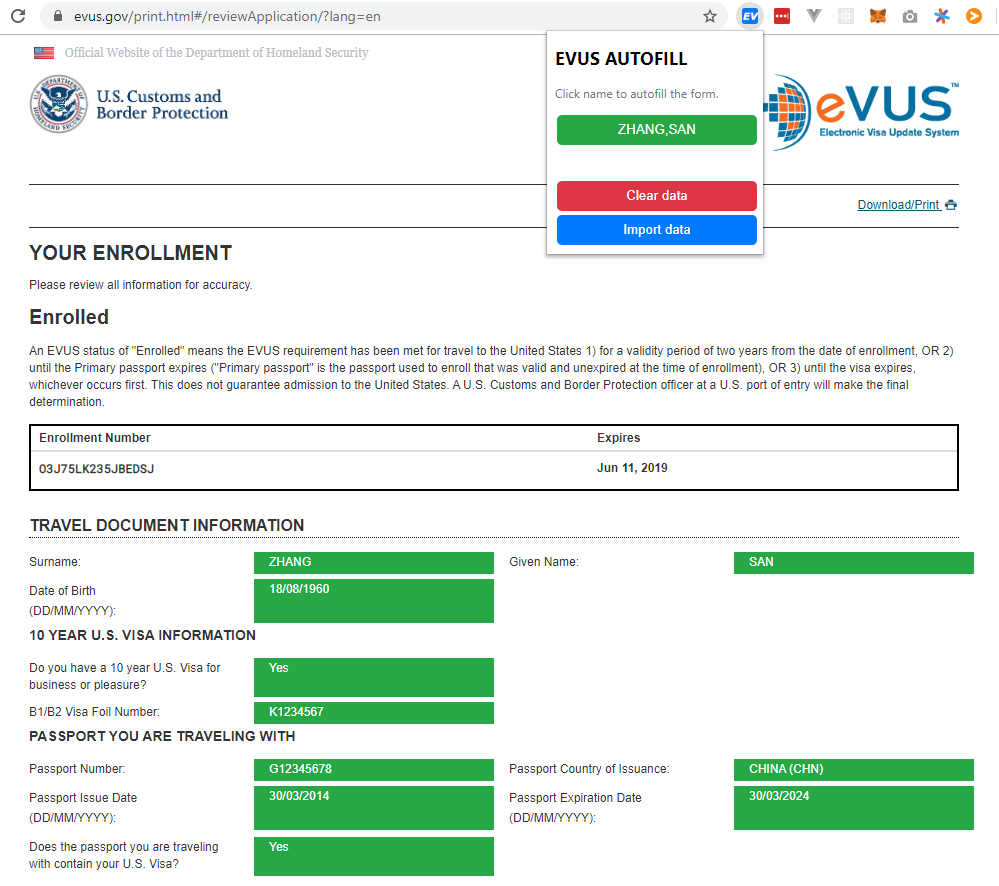 evus.gov/print.html#/reviewApplication/?lang=en
EV
Official Website of the Department of Homeland Security
U.S. Customs and
Border Protection
EVUS AUTOFILL
Click name to autofill the form.
ZHANG,SAN
Clear data
Import data
eVUS™
Electronic Visa Update System
Download/Print
YOUR ENROLLMENT
Please review all information for accuracy.
Enrolled
An EVUS status of "Enrolled" means the EVUS requirement has been met for travel to the United States 1) for a validity period of two years from the date of enrollment, OR 2)
until the Primary passport expires ("Primary passport" is the passport used to enroll that was valid and unexpired at the time of enrollment), OR 3) until the visa expires,
whichever occurs first. This does not guarantee admission to the United States. A U.S. Customs and Border Protection officer at a U.S. port of entry will make the final
determination.
Enrollment Number Expires
03J75LK235JBEDSJ Jun 11, 2019
TRAVEL DOCUMENT INFORMATION
Surname: ZHANG Given Name: SAN
Date of Birth 18/08/1960
(DD/MM/YYYY):
10 YEAR U.S. VISA INFORMATION
Do you have a 10 year U.S. Visa for Yes
business or pleasure?
B1/B2 Visa Foil Number: K1234567
PASSPORT YOU ARE TRAVELING WITH
Passport Number: G12345678 Passport Country of Issuance: CHINA (CHN)
Passport Issue Date 30/03/2014 Passport Expiration Date 30/03/2024
(DD/MM/YYYY): (DD/MM/YYYY):
Does the passport you are traveling Yes
with contain your U.S. Visa?